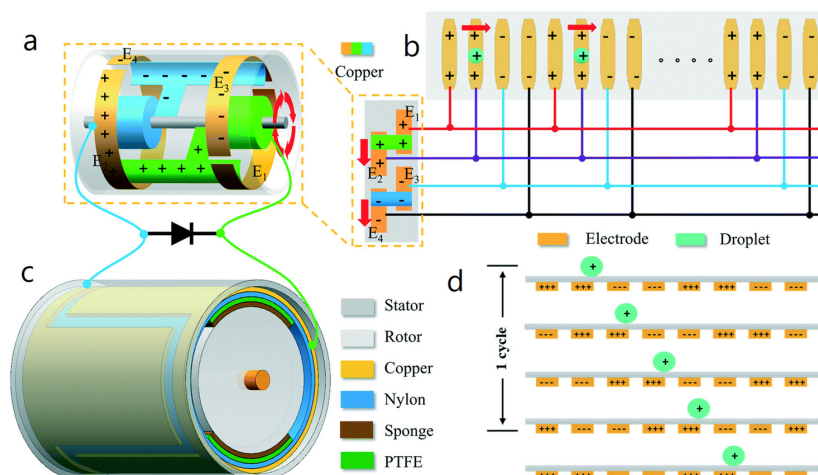 a
E4
E3
E2
E1
Copper
b
E1
E2
E3
E4
Electrode
Droplet
c
Stator
Rotor
Copper
Nylon
Sponge
PTFE
d
1 cycle
+++ +++ --- --- +++ +++ --- ---
--- +++ +++ --- --- +++ +++ ---
--- --- +++ +++ --- --- +++ +++
+++ --- --- +++ +++ --- --- +++